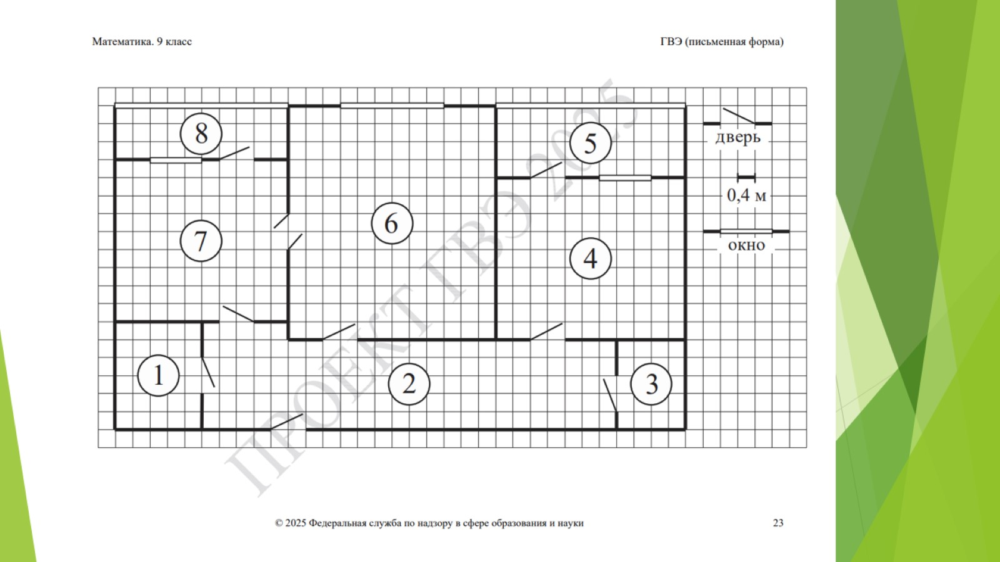 Математика. 9 класс
ГВЭ (письменная форма)
8
5
дверь
0,4 м
6
7
4
окно
1
2
3
ПРОЕКТ ГВЭ 2025
© 2025 Федеральная служба по надзору в сфере образования и науки
23